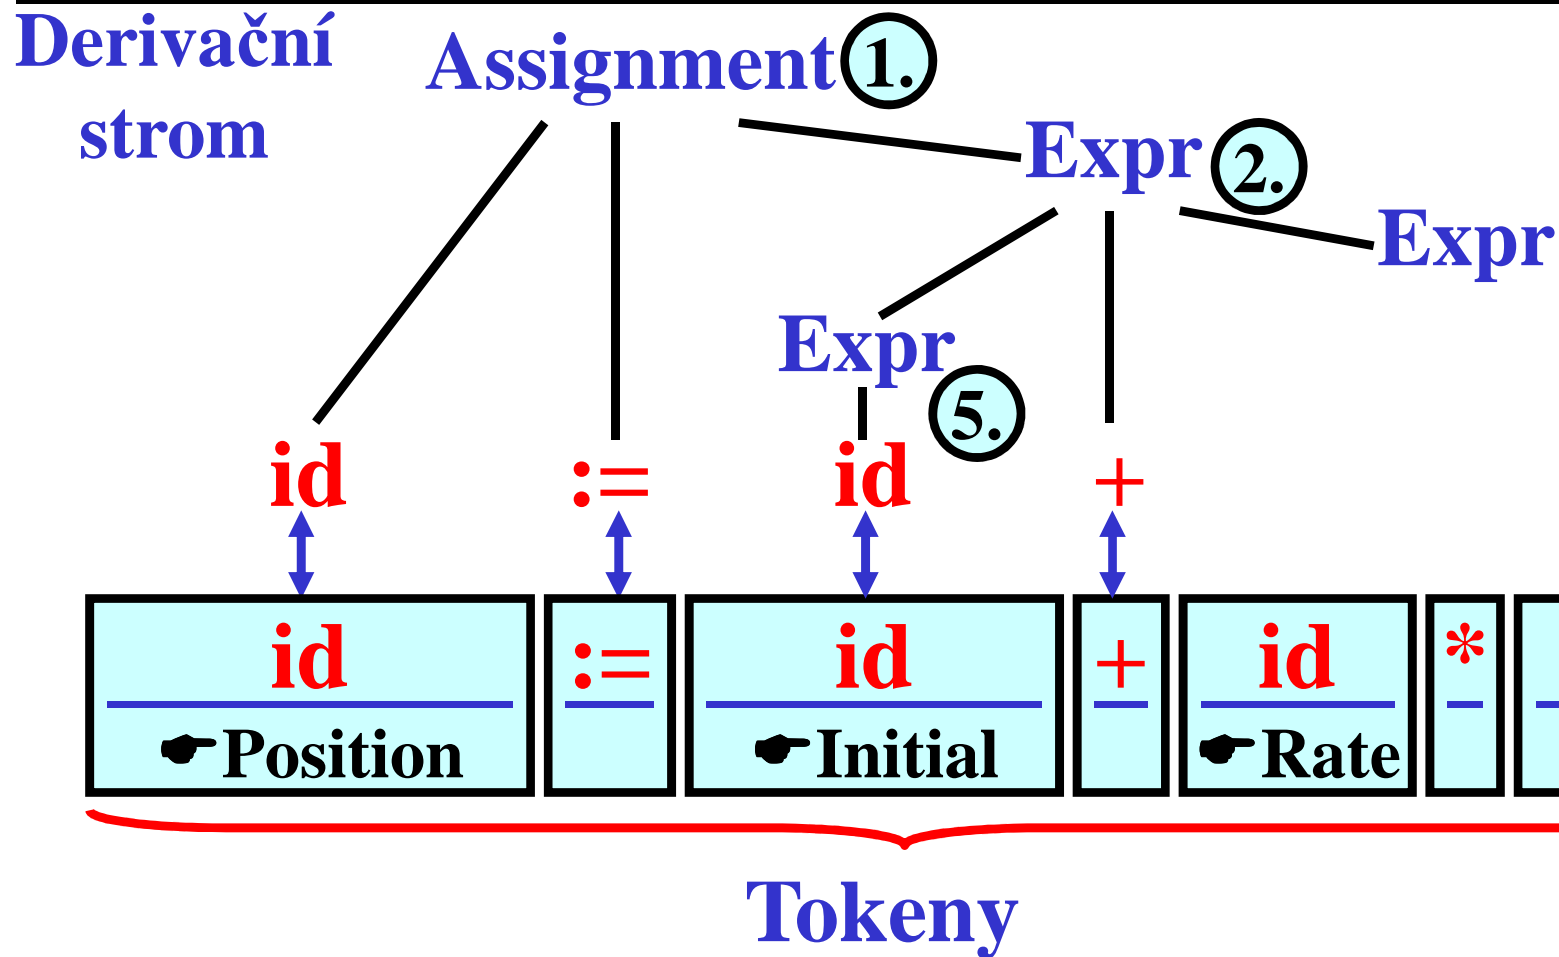 Derivační
strom
Assignment 1.
Expr 2.
Expr
Expr
5.
id := id +
id := id + id *
☛Position ☛Initial ☛Rate
Tokeny